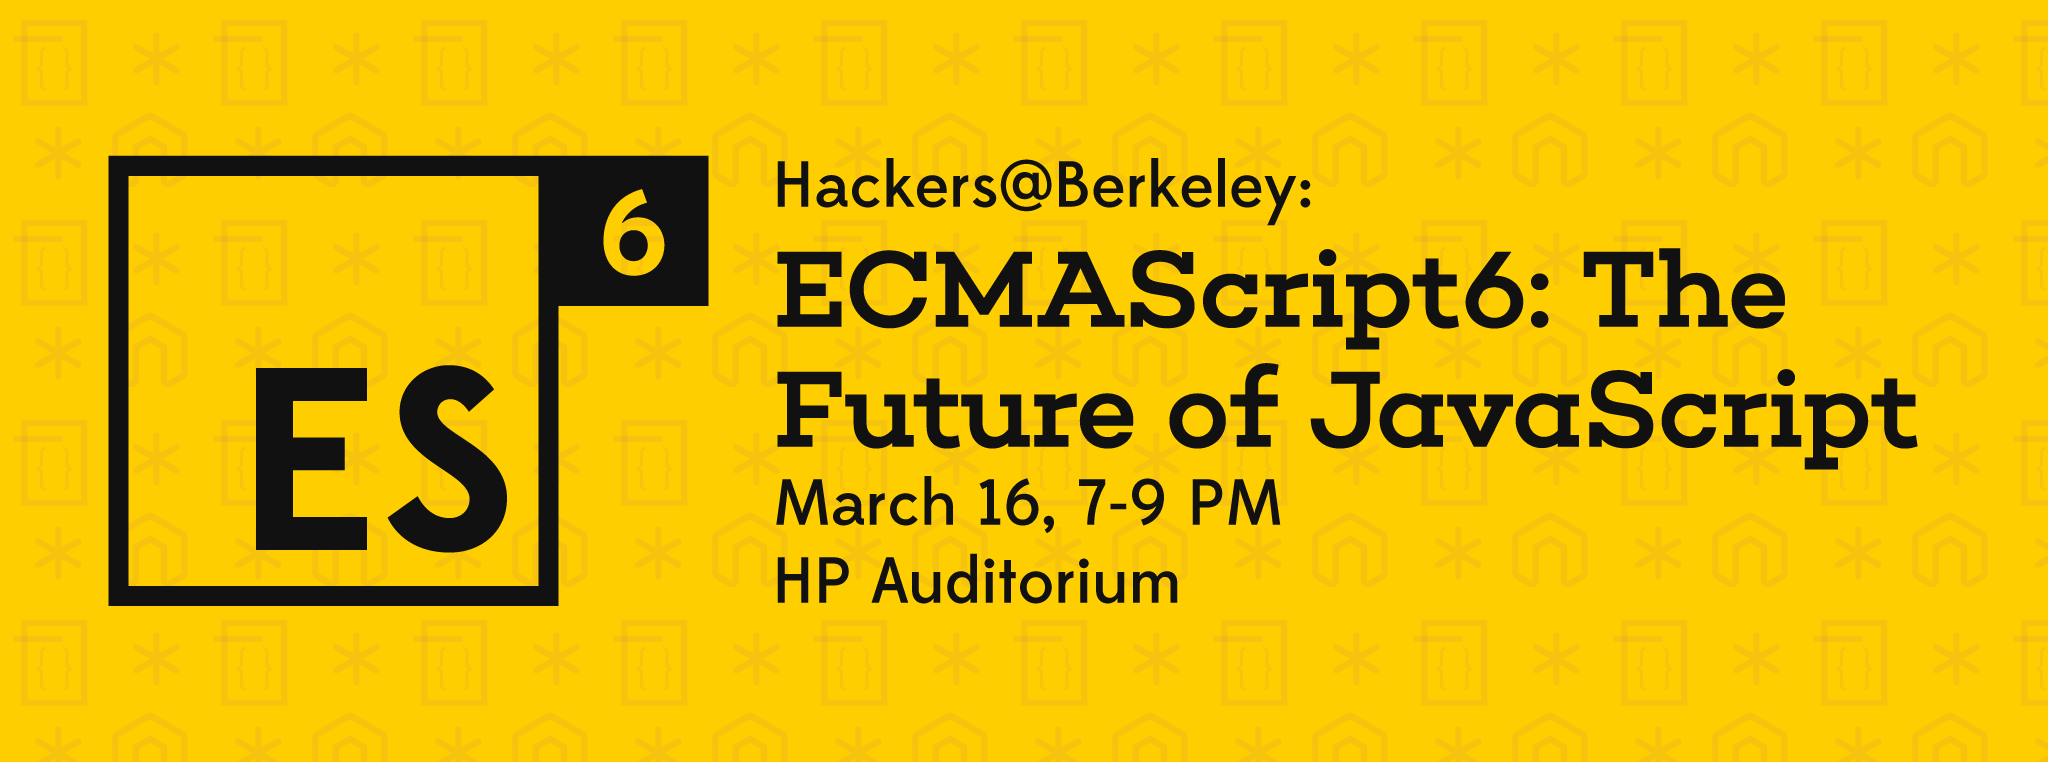 6
ES
Hackers@Berkeley:
ECMAScript6: The
Future of JavaScript
March 16, 7-9 PM
HP Auditorium